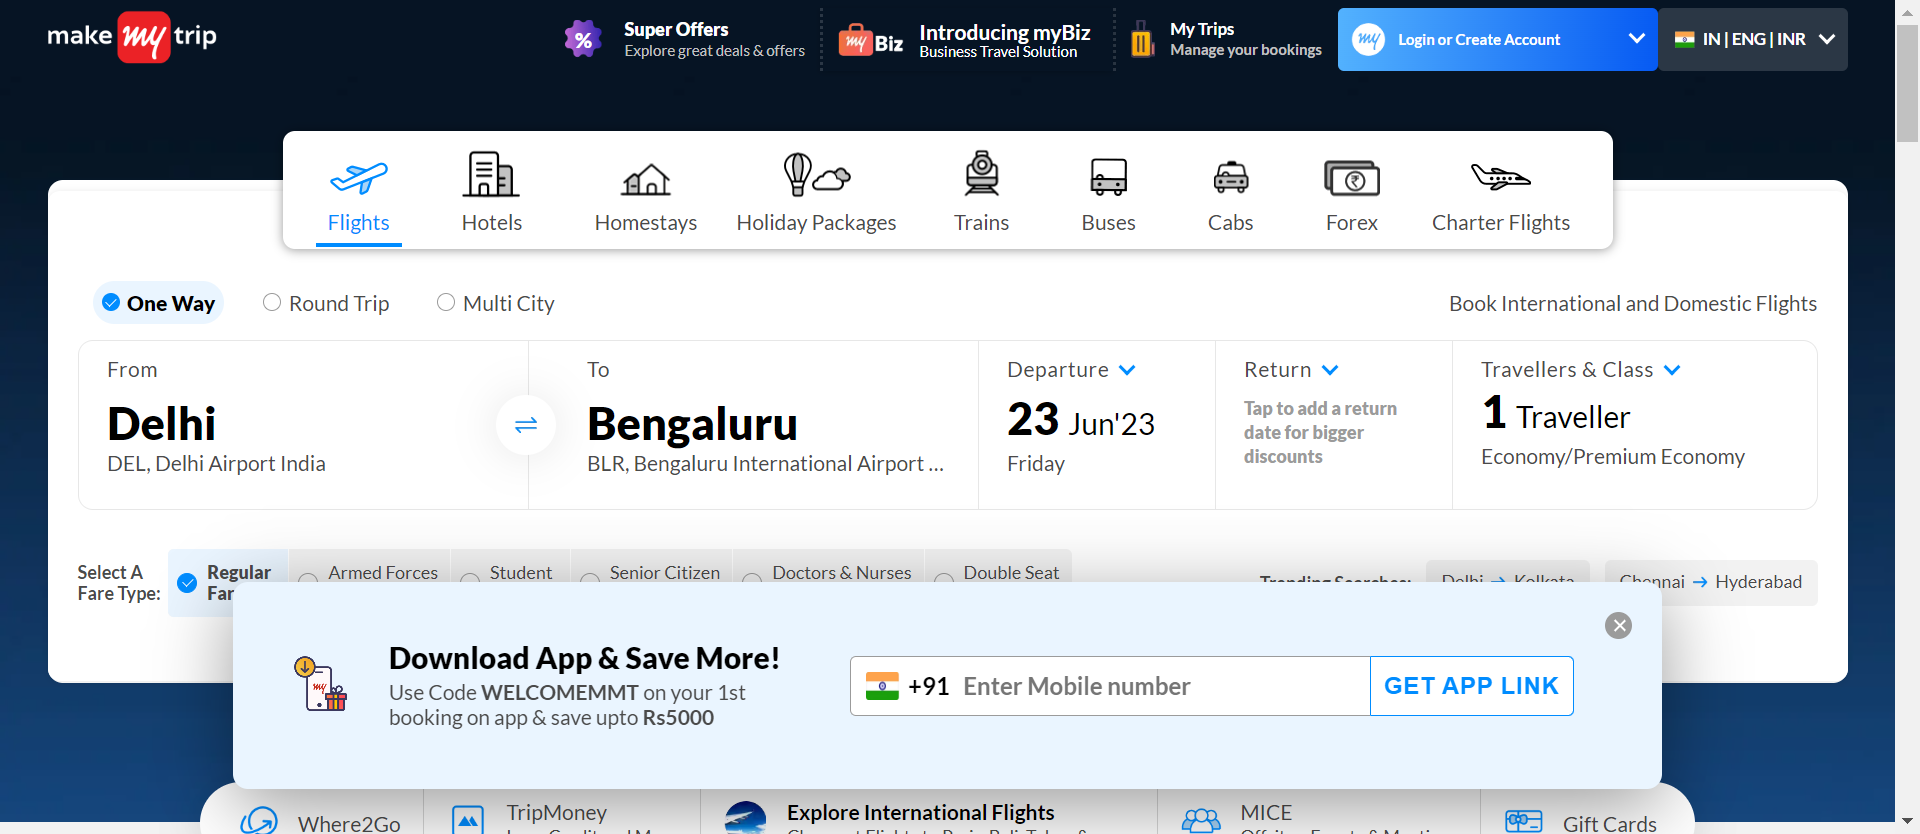 make my trip
%
Super Offers
Explore great deals & offers
my Biz
Introducing myBiz
Business Travel Solution
My Trips
Manage your bookings
my
Login or Create Account
IN | ENG | INR
Flights
Hotels
Homestays
Holiday Packages
Trains
Buses
Cabs
Forex
Charter Flights
One Way
Round Trip
Multi City
Book International and Domestic Flights
From
Delhi
DEL, Delhi Airport India
To
Bengaluru
BLR, Bengaluru International Airport ...
Departure
23 Jun'23
Friday
Return
Tap to add a return
date for bigger
discounts
Travellers & Class
1 Traveller
Economy/Premium Economy
Select A
Fare Type:
Regular
Armed Forces
Student
Senior Citizen
Doctors & Nurses
Double Seat
Trending Searches:
Delhi → Kolkata
Chennai → Hyderabad
Download App & Save More!
Use Code WELCOMEMMT on your 1st
booking on app & save upto Rs5000
my
+91 Enter Mobile number
GET APP LINK
Where2Go
TripMoney
Explore International Flights
MICE
Gift Cards